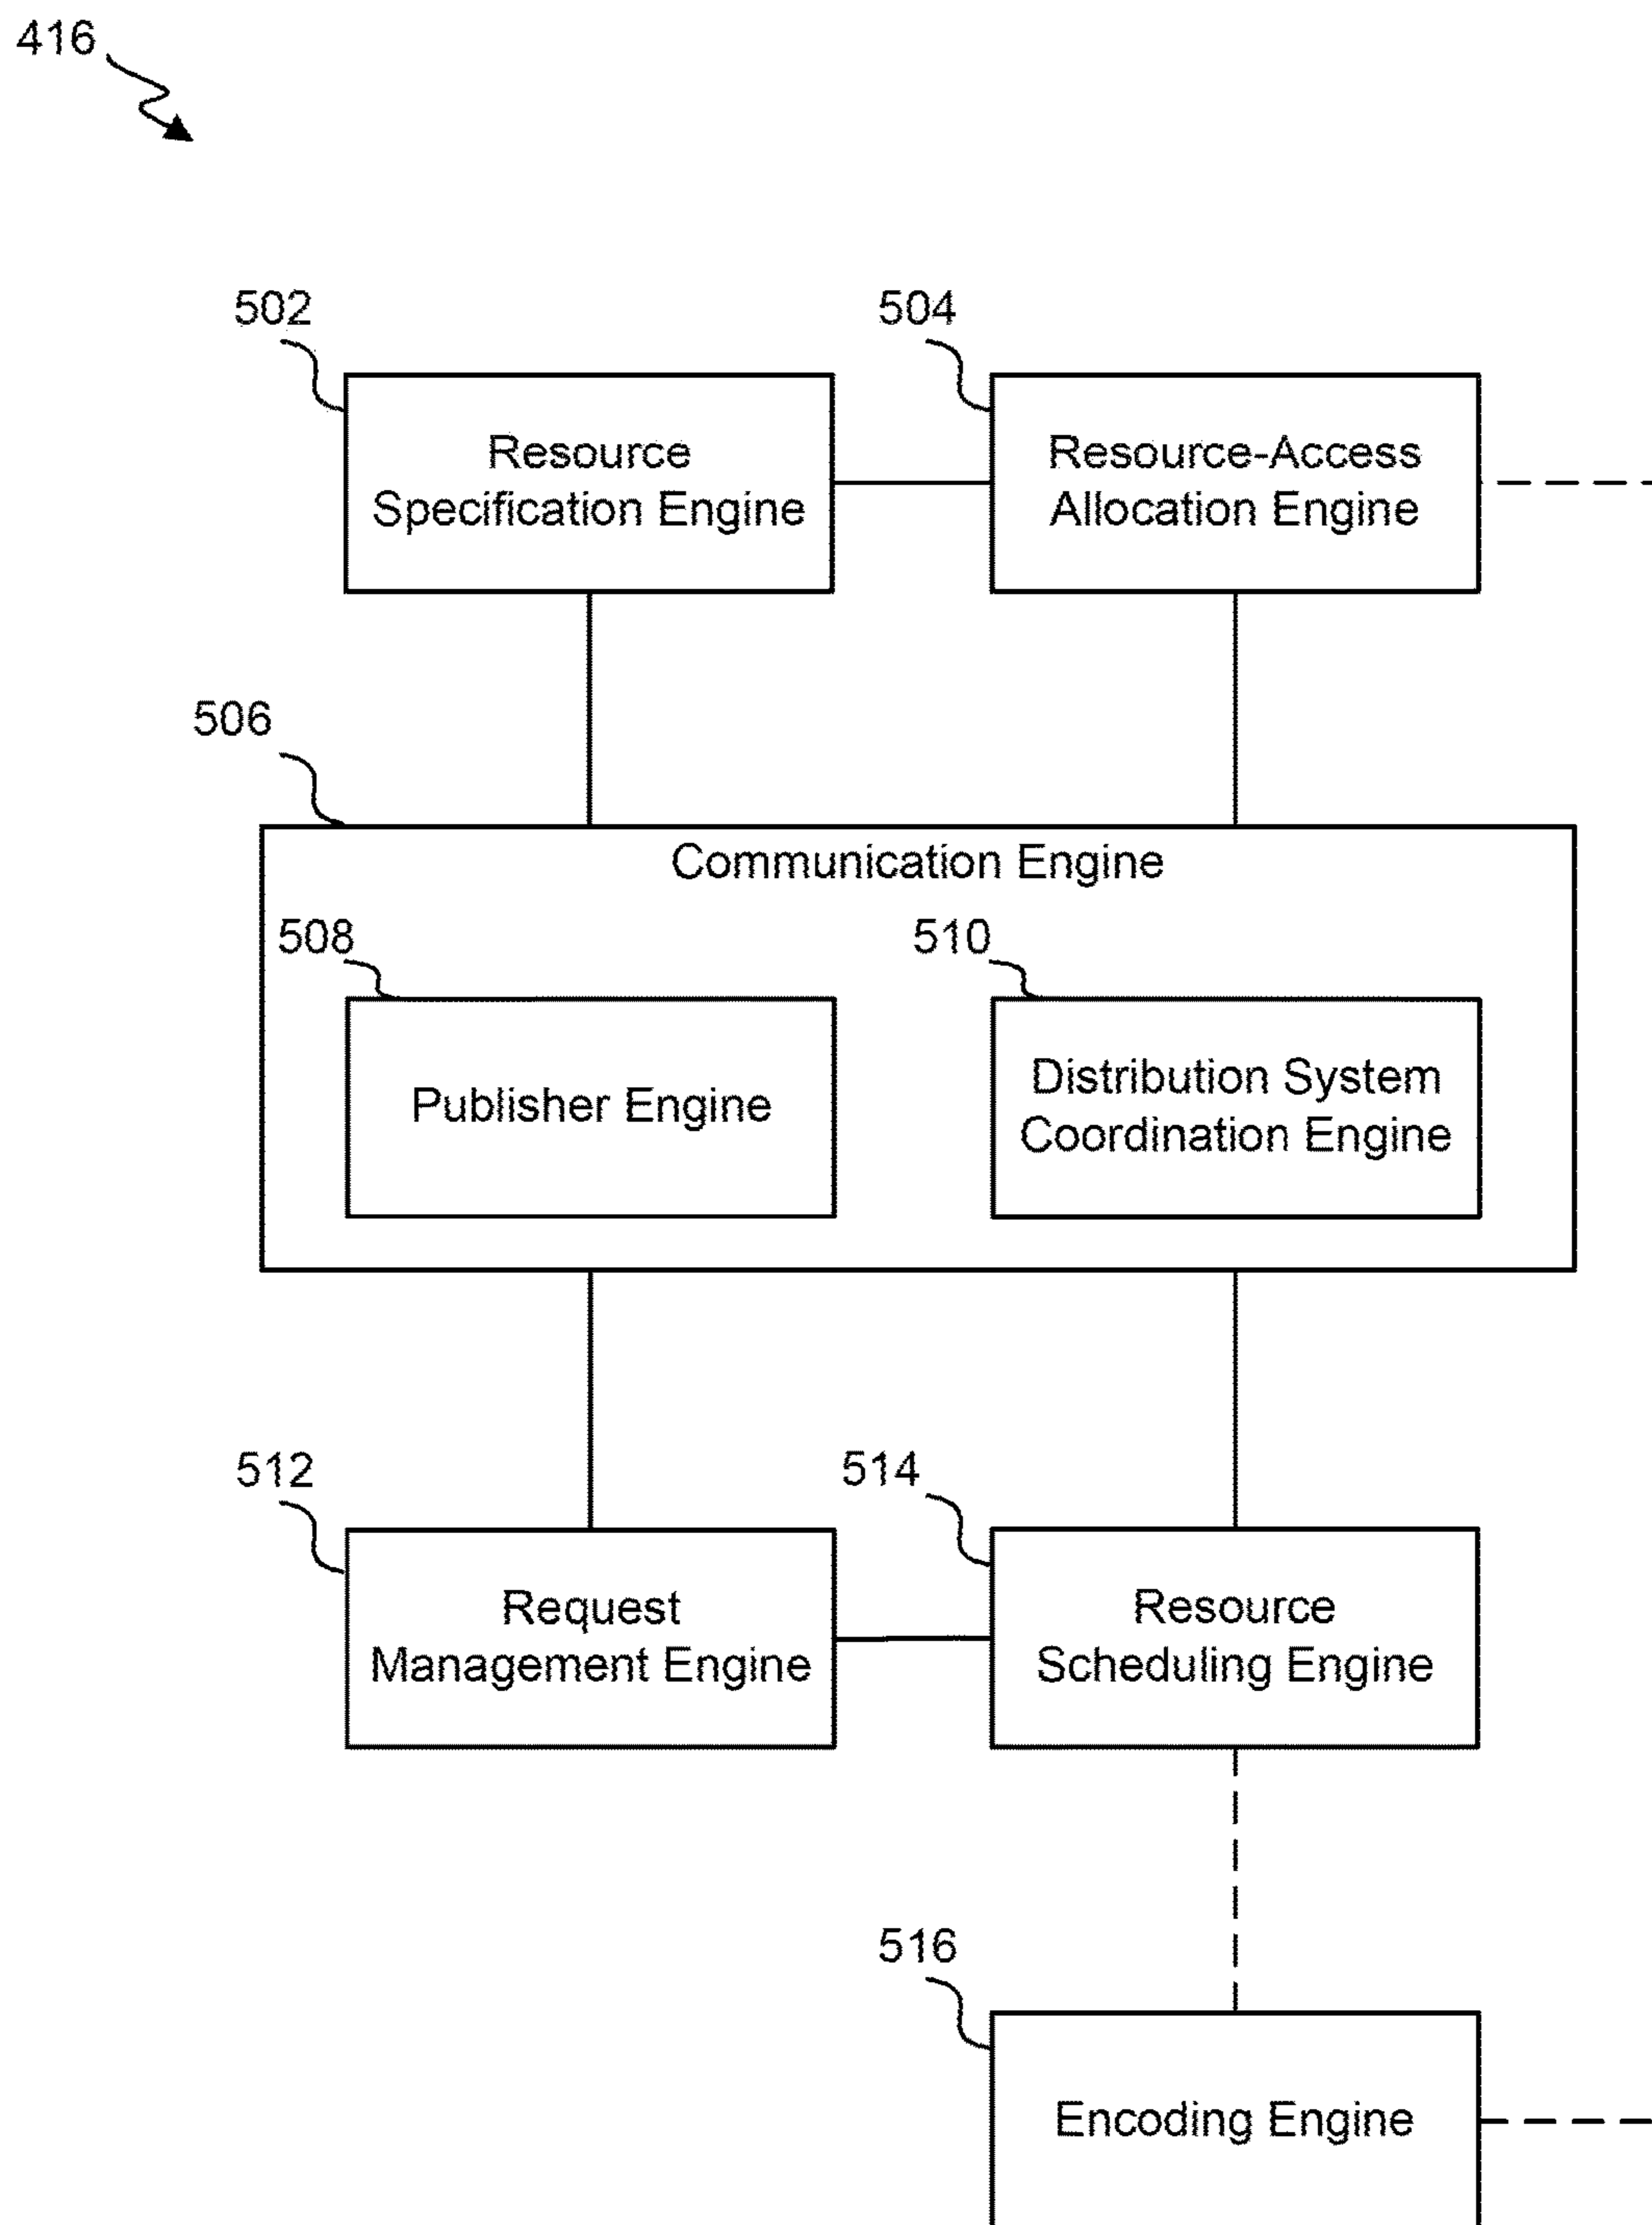 416
502
504
Resource
Specification Engine
Resource-Access
Allocation Engine
506
Communication Engine
508
510
Publisher Engine
Distribution System
Coordination Engine
512
514
Request
Management Engine
Resource
Scheduling Engine
516
Encoding Engine